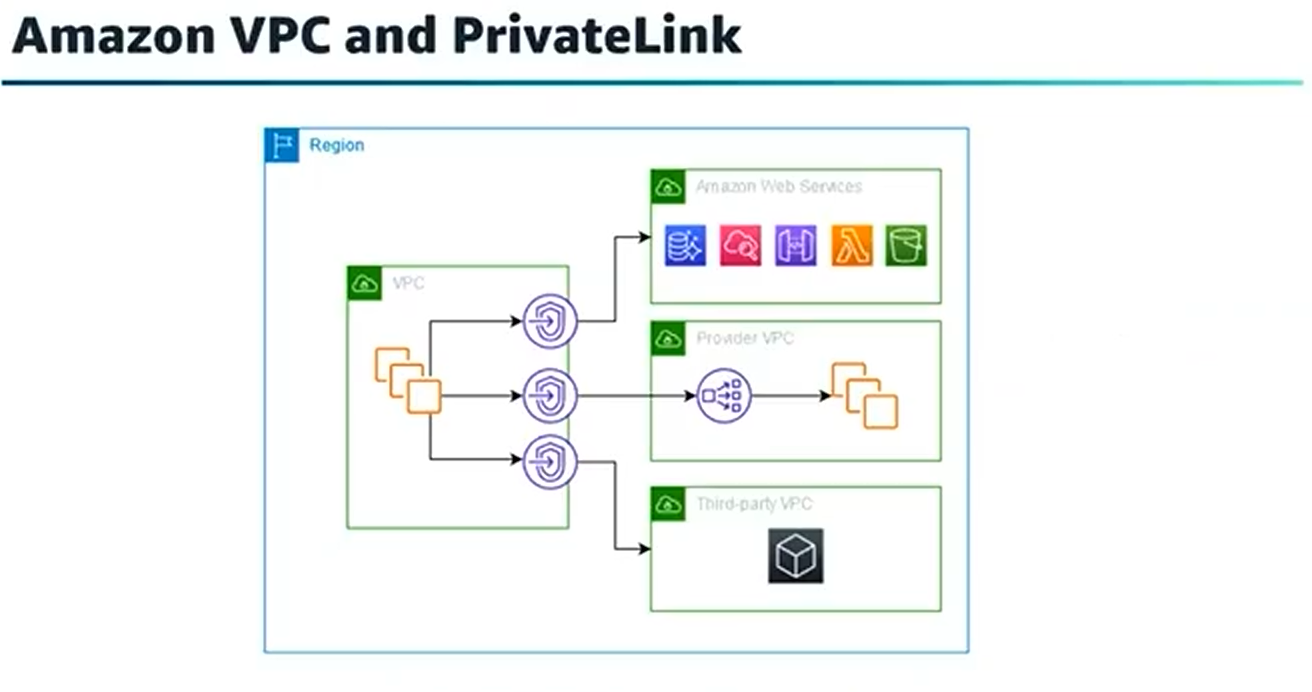 Amazon VPC and PrivateLink
Region
Amazon Web Services
VPC
Provider VPC
Third-party VPC